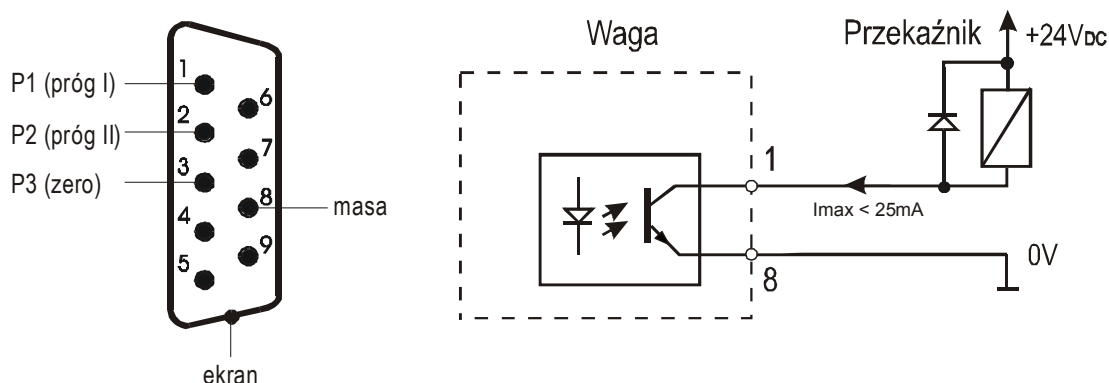 P1 (próg I)
P2 (próg II)
P3 (zero)
1
2
3
4
5
6
7
8
9
masa
ekran
Waga
Przekaźnik
+24VDC
1
Imax < 25mA
8
0V